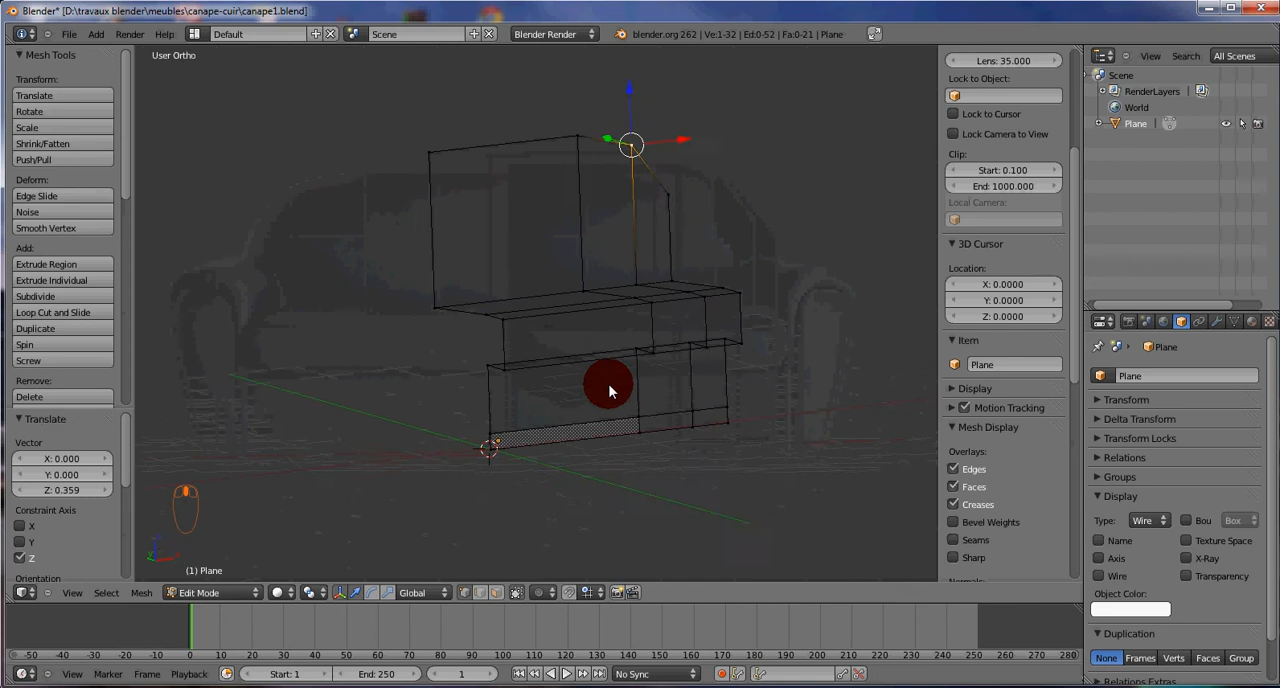 Blender* [D:\travaux blender\meubles\canape-cuir\canape1.blend]
File Add Render Help Default Scene Blender Render blender.org 262 | Ve:1-32 | Ed:0-52 | Fa:0-21 | Plane
Mesh Tools
Transform:
Translate
Rotate
Scale
Shrink/Fatten
Push/Pull
Deform:
Edge Slide
Noise
Smooth Vertex
Add:
Extrude Region
Extrude Individual
Subdivide
Loop Cut and Slide
Duplicate
Spin
Screw
Remove:
Delete
Translate
Vector
X: 0.000
Y: 0.000
Z: 0.359
Constraint Axis
X
Y
Z
Orientation
User Ortho
(1) Plane
View Select Mesh Edit Mode Global
Lens: 35.000
Lock to Object:
Lock to Cursor
Lock Camera to View
Clip:
Start: 0.100
End: 1000.000
Local Camera:
3D Cursor
Location:
X: 0.0000
Y: 0.0000
Z: 0.0000
Item
Plane
Display
Motion Tracking
Mesh Display
Overlays:
Edges
Faces
Creases
Bevel Weights
Seams
Sharp
Normals:
View Search All Scenes
Scene
RenderLayers
World
Plane
Plane
Plane
Transform
Delta Transform
Transform Locks
Relations
Groups
Display
Type: Wire Bou Box
Name Texture Space
Axis X-Ray
Wire Transparency
Object Color:
Duplication
None Frames Verts Faces Group
Relations Extras
-50 -40 -30 -20 -10 0 10 20 30 40 50 60 70 80 90 100 110 120 130 140 150 160 170 180 190 200 210 220 230 240 250 260 270 280
View Marker Frame Playback Start: 1 End: 250 1 No Sync